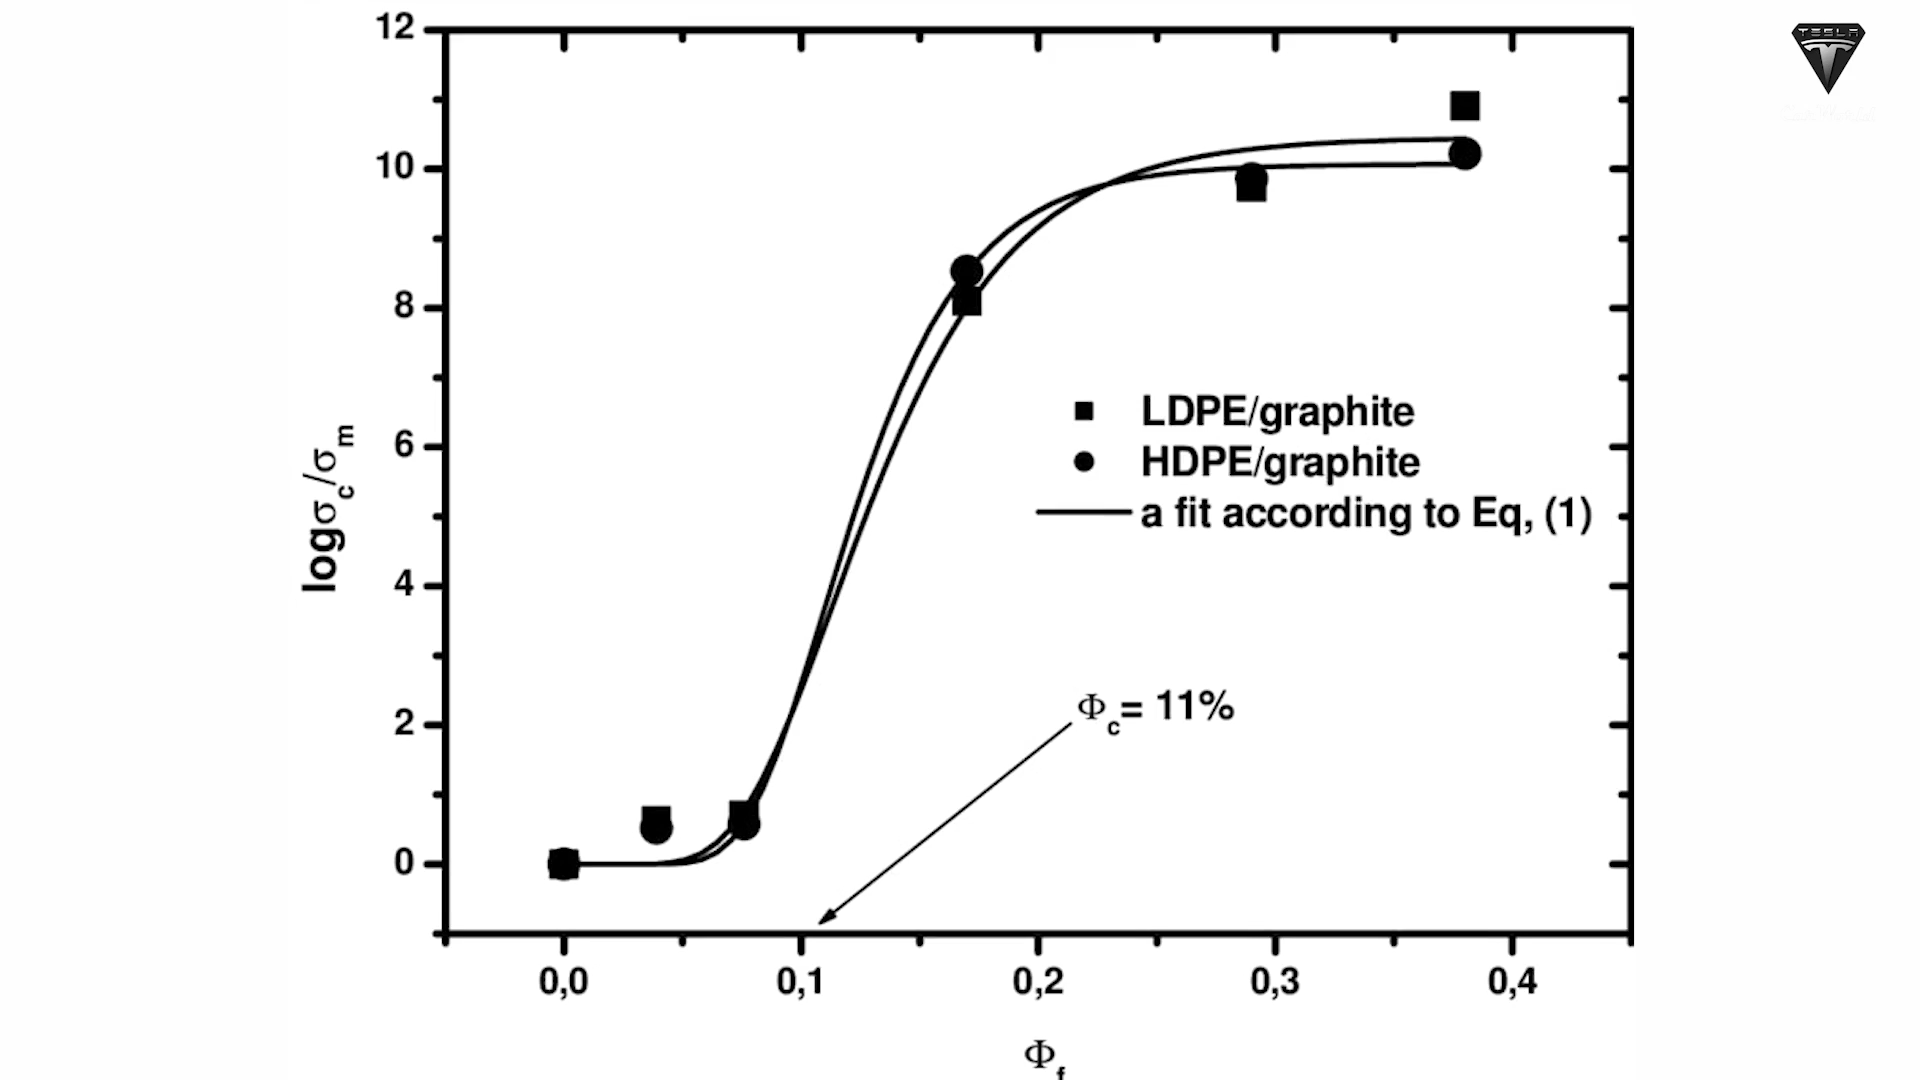 TESLA
12
10
8
6
4
2
0
logσc/σm
LDPE/graphite
HDPE/graphite
a fit according to Eq, (1)
Φc= 11%
0,0
0,1
0,2
0,3
0,4
Φf